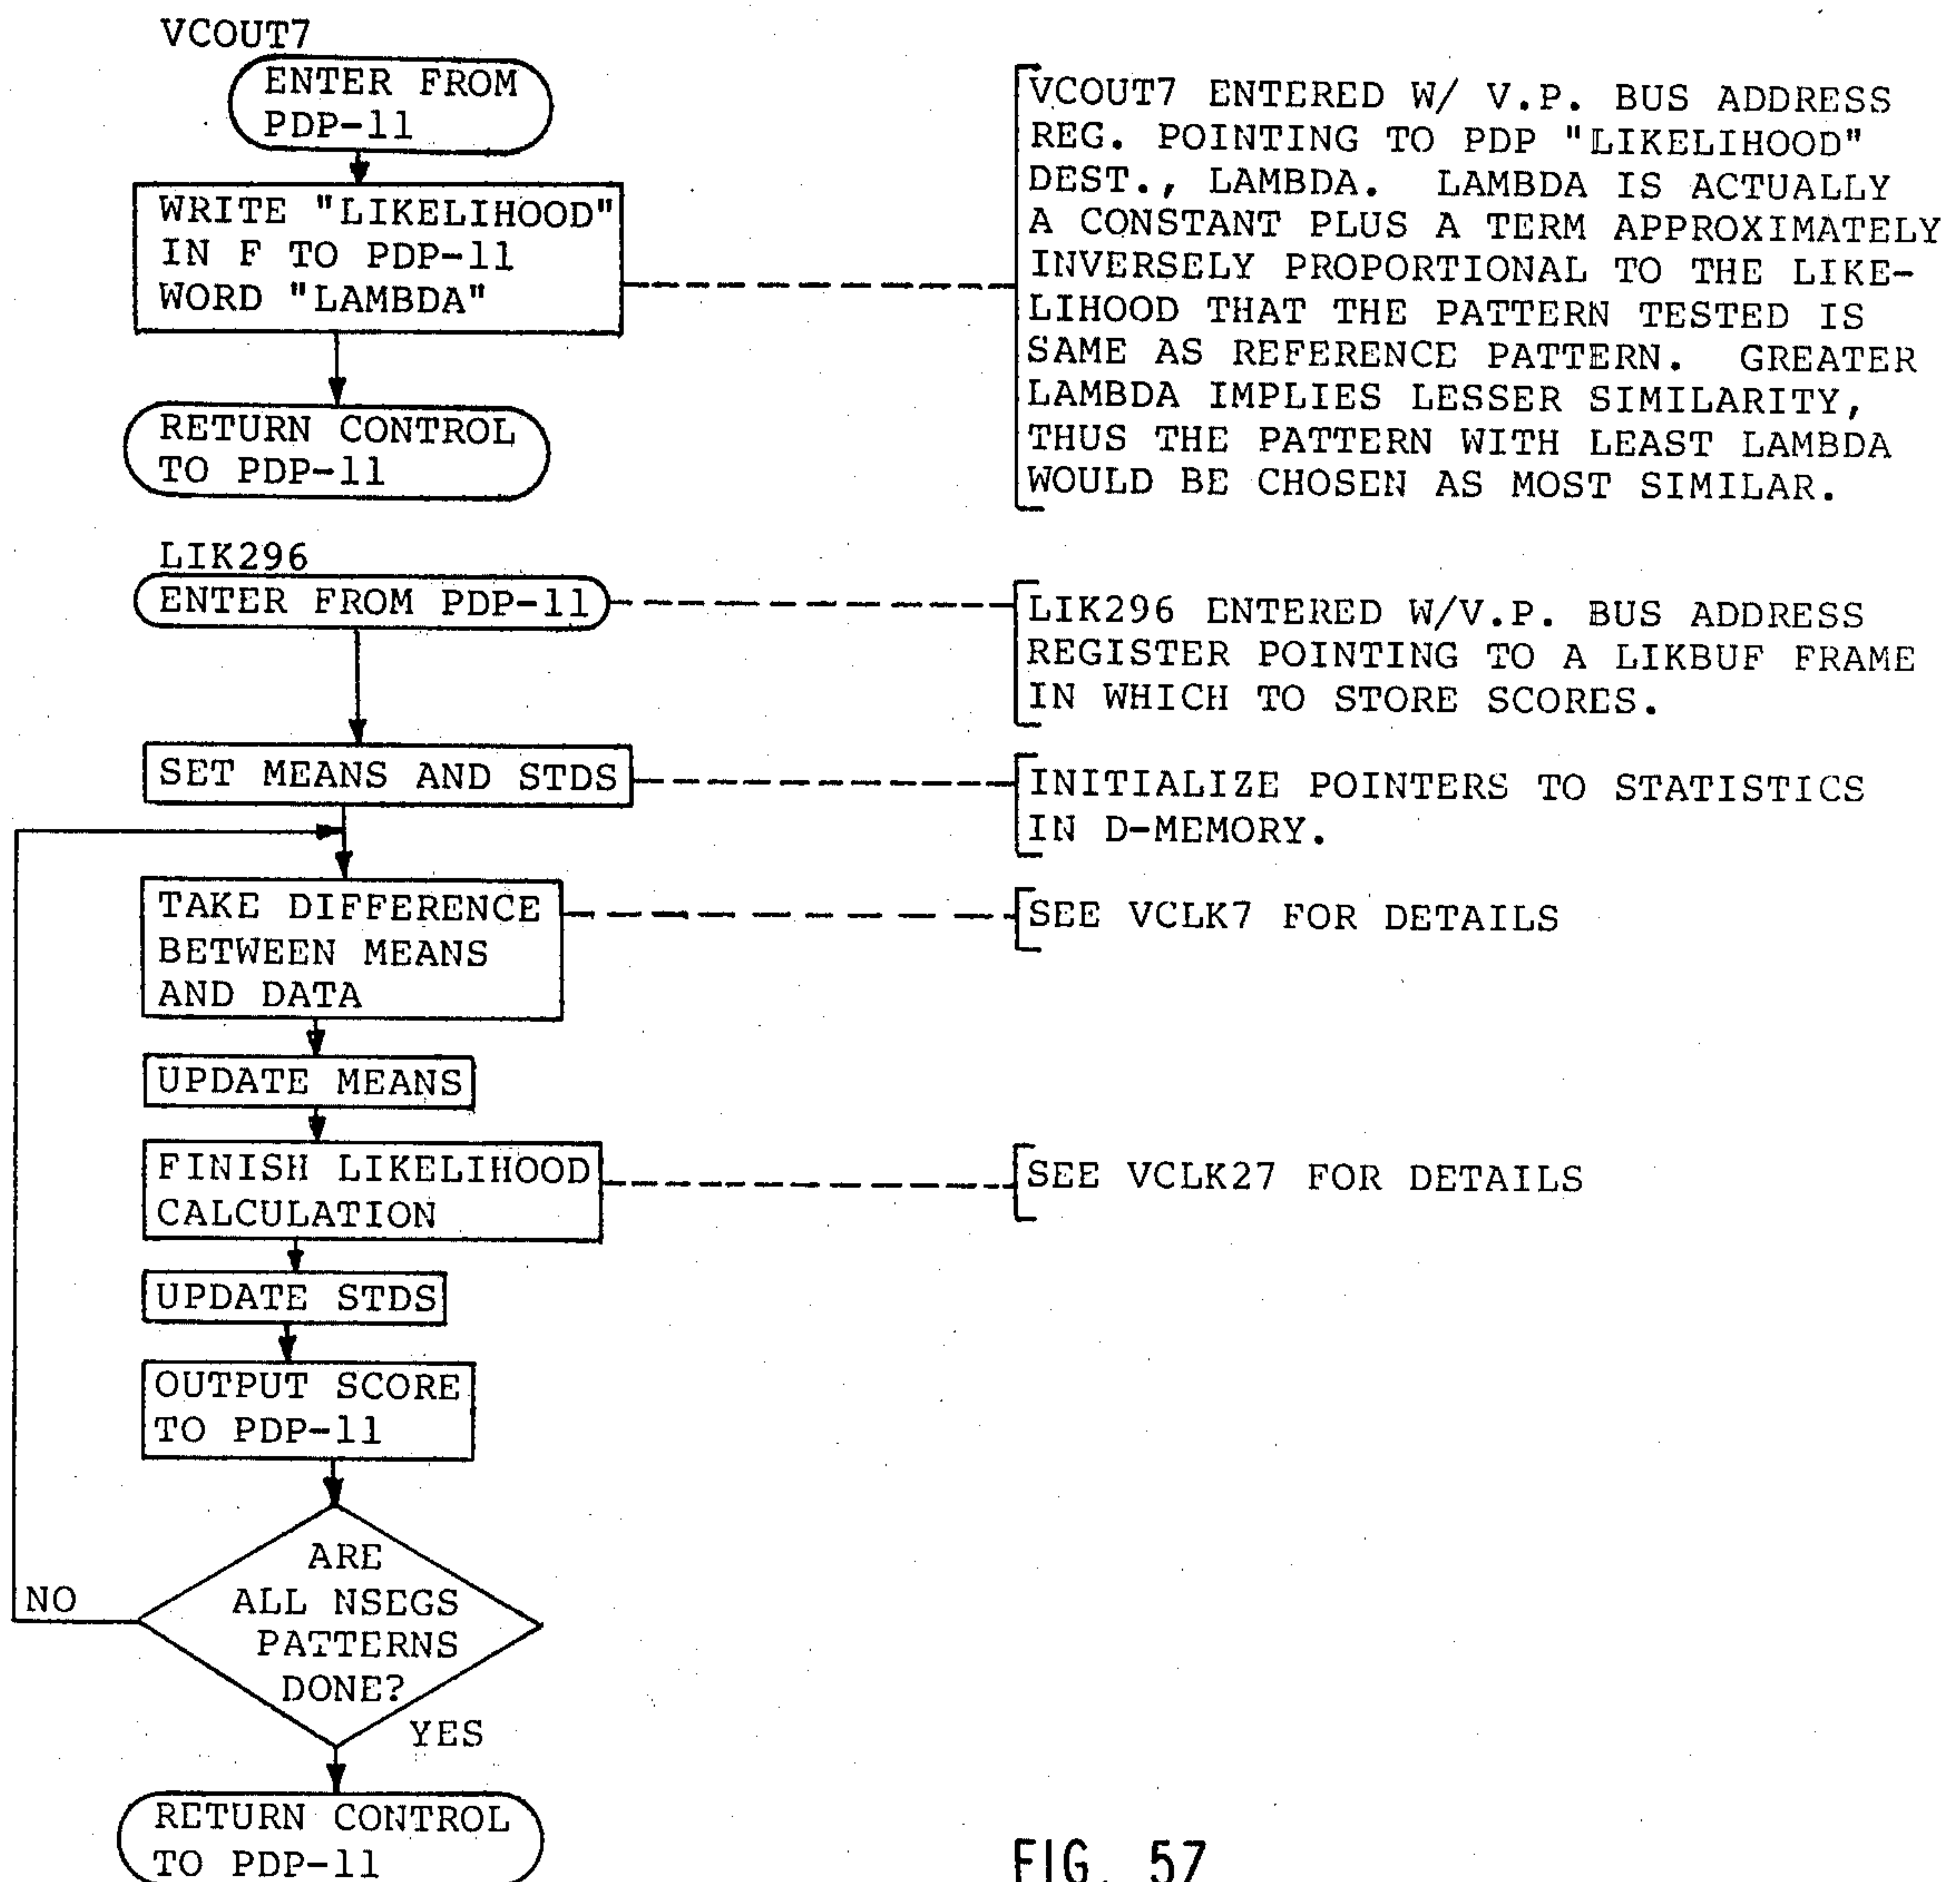 VCOUT7
ENTER FROM
PDP-11
WRITE "LIKELIHOOD"
IN F TO PDP-11
WORD "LAMBDA"
RETURN CONTROL
TO PDP-11
VCOUT7 ENTERED W/ V.P. BUS ADDRESS
REG. POINTING TO PDP "LIKELIHOOD"
DEST., LAMBDA. LAMBDA IS ACTUALLY
A CONSTANT PLUS A TERM APPROXIMATELY
INVERSELY PROPORTIONAL TO THE LIKE-
LIHOOD THAT THE PATTERN TESTED IS
SAME AS REFERENCE PATTERN. GREATER
LAMBDA IMPLIES LESSER SIMILARITY,
THUS THE PATTERN WITH LEAST LAMBDA
WOULD BE CHOSEN AS MOST SIMILAR.
LIK296
ENTER FROM PDP-11
LIK296 ENTERED W/V.P. BUS ADDRESS
REGISTER POINTING TO A LIKBUF FRAME
IN WHICH TO STORE SCORES.
SET MEANS AND STDS
INITIALIZE POINTERS TO STATISTICS
IN D-MEMORY.
TAKE DIFFERENCE
BETWEEN MEANS
AND DATA
SEE VCLK7 FOR DETAILS
UPDATE MEANS
FINISH LIKELIHOOD
CALCULATION
SEE VCLK27 FOR DETAILS
UPDATE STDS
OUTPUT SCORE
TO PDP-11
ARE
ALL NSEGS
PATTERNS
DONE?
NO
YES
RETURN CONTROL
TO PDP-11
FIG. 57